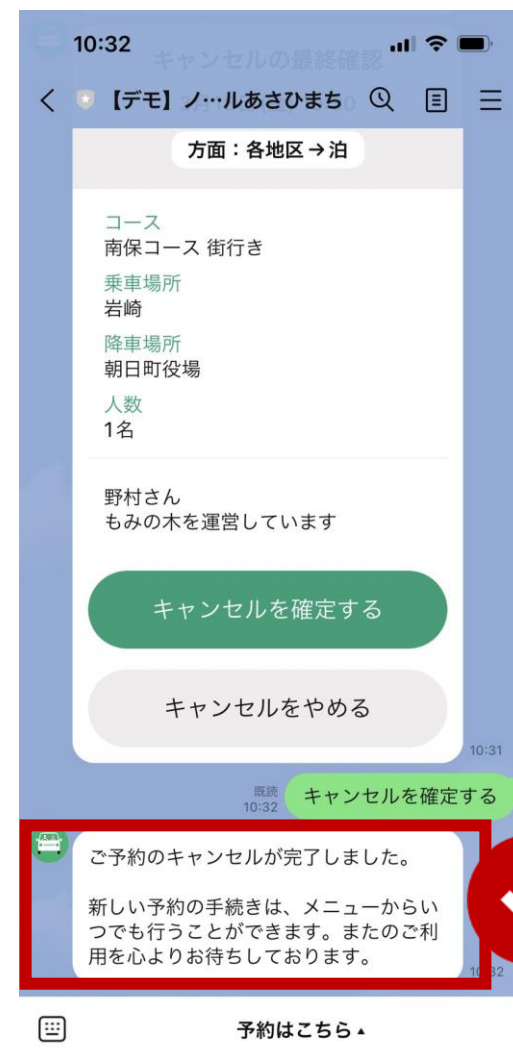 10:32
キャンセルの最終確認
【デモ】ノ…ルあさひまち
方面：各地区→泊
コース
南保コース 街行き
乗車場所
岩崎
降車場所
朝日町役場
人数
1名
野村さん
もみの木を運営しています
キャンセルを確定する
キャンセルをやめる
10:31
既読
10:32
キャンセルを確定する
ご予約のキャンセルが完了しました。
新しい予約の手続きは、メニューからい
つでも行うことができます。またのご利
用を心よりお待ちしております。
予約はこちら▲